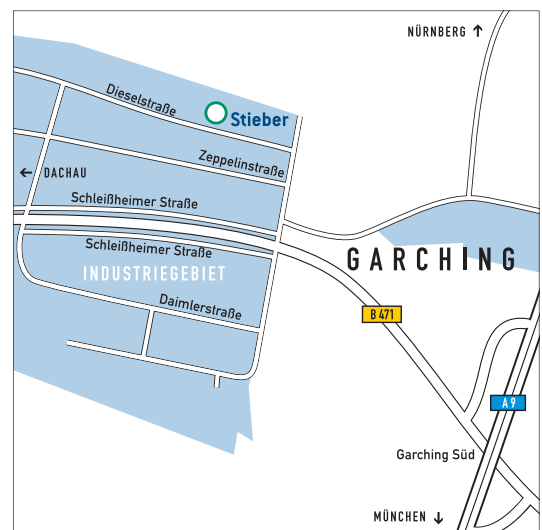 NÜRNBERG ↑
Dieselstraße
Stieber
Zeppelinstraße
← DACHAU
Schleißheimer Straße
Schleißheimer Straße
GARCHING
INDUSTRIEGEBIET
Daimlerstraße
B 471
A 9
Garching Süd
MÜNCHEN ↓